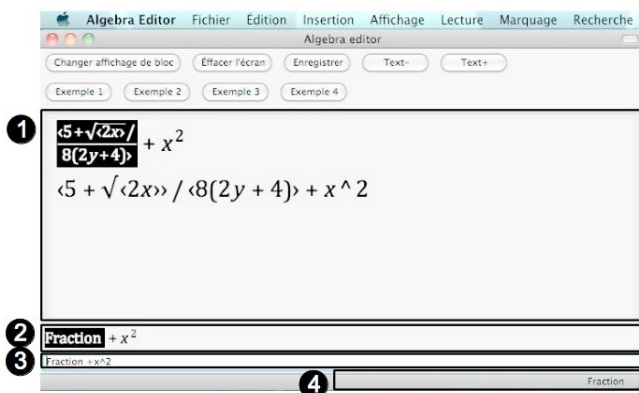 Algebra Editor Fichier Édition Insertion Affichage Lecture Marquage Recherche
Algebra editor
Changer affichage de bloc Éffacer l'écran Enregistrer Text- Text+
Exemple 1 Exemple 2 Exemple 3 Exemple 4
1
‹5+√‹2x›/
8(2y+4)› + x²
‹5 + √‹2x›› / ‹8(2y + 4)› + x ^ 2
2 Fraction + x²
3 Fraction +x^2
4 Fraction